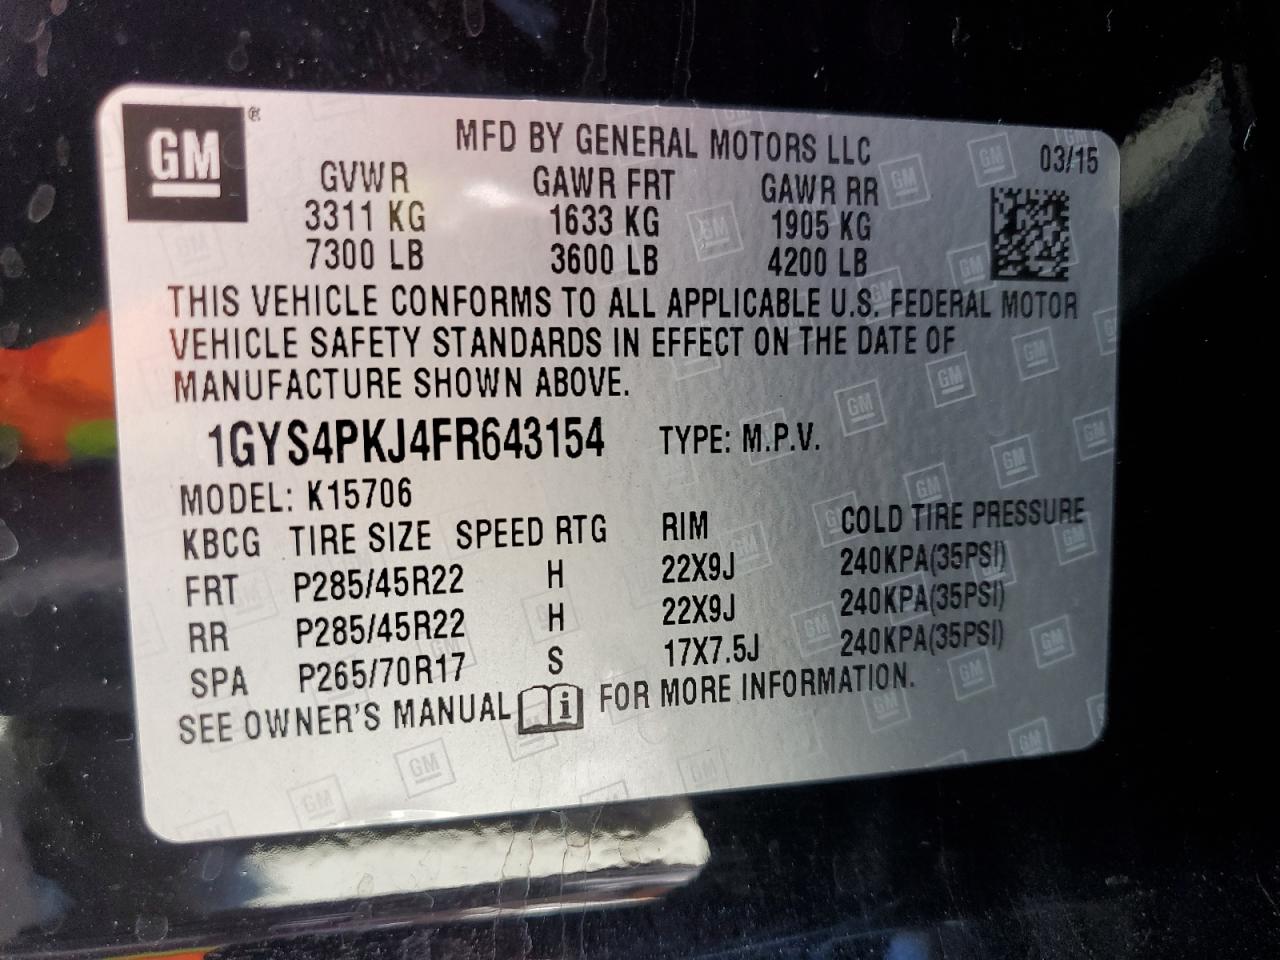 GM ®
MFD BY GENERAL MOTORS LLC
03/15
GVWR GAWR FRT GAWR RR
3311 KG 1633 KG 1905 KG
7300 LB 3600 LB 4200 LB
THIS VEHICLE CONFORMS TO ALL APPLICABLE U.S. FEDERAL MOTOR
VEHICLE SAFETY STANDARDS IN EFFECT ON THE DATE OF
MANUFACTURE SHOWN ABOVE.
1GYS4PKJ4FR643154 TYPE: M.P.V.
MODEL: K15706
KBCG TIRE SIZE SPEED RTG RIM COLD TIRE PRESSURE
FRT P285/45R22 H 22X9J 240KPA(35PSI)
RR P285/45R22 H 22X9J 240KPA(35PSI)
SPA P265/70R17 S 17X7.5J 240KPA(35PSI)
SEE OWNER'S MANUAL i FOR MORE INFORMATION.